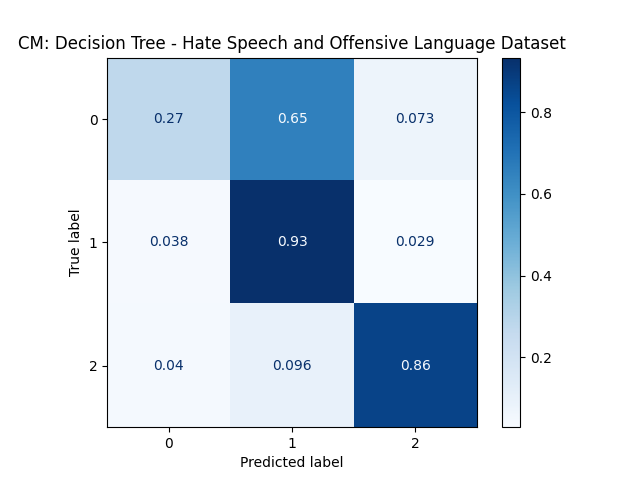 CM: Decision Tree - Hate Speech and Offensive Language Dataset
0 0.27 0.65 0.073
1 0.038 0.93 0.029
2 0.04 0.096 0.86
0 1 2
Predicted label
True label
0.8
0.6
0.4
0.2